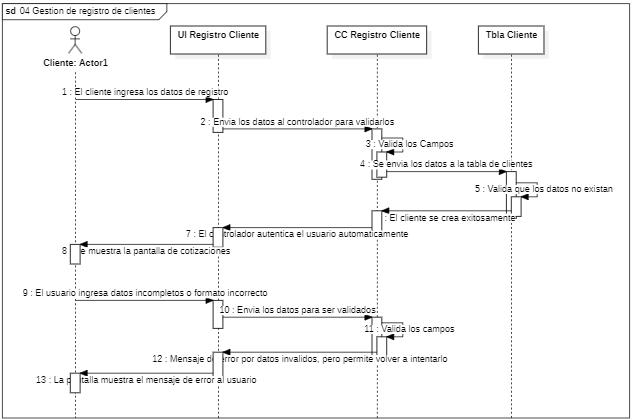 sd 04 Gestion de registro de clientes
UI Registro Cliente
CC Registro Cliente
Tbla Cliente
Cliente: Actor1
1 : El cliente ingresa los datos de registro
2 : Envia los datos al controlador para validarlos
3 : Valida los Campos
4 : Se envia los datos a la tabla de clientes
5 : Valida que los datos no existan
: El cliente se crea exitosamente
7 : El trolador autentica el usuario automaticamente
8 e muestra la pantalla de cotizaciones
9 : El usuario ingresa datos incompletos o formato incorrecto
10 : Envia los datos para ser validados.
11 : Valida los campos
12 : Mensaje de error por datos invalidos, pero permite volver a intentarlo
13 : La talla muestra el mensaje de error al usuario